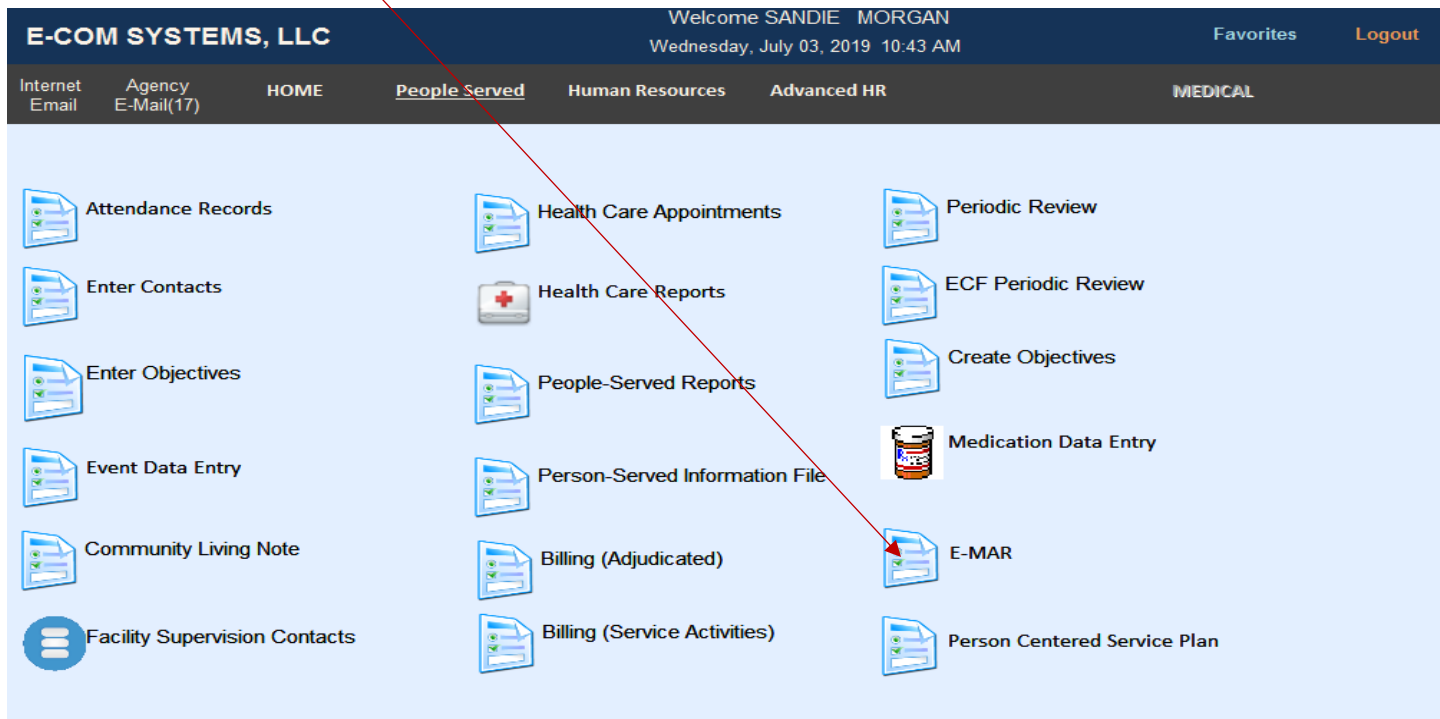 E-COM SYSTEMS, LLC
Welcome SANDIE MORGAN
Wednesday, July 03, 2019 10:43 AM
Favorites
Logout
Internet Email
Agency E-Mail(17)
HOME
People Served
Human Resources
Advanced HR
MEDICAL
Attendance Records
Health Care Appointments
Periodic Review
Enter Contacts
Health Care Reports
ECF Periodic Review
Enter Objectives
People-Served Reports
Create Objectives
Event Data Entry
Person-Served Information File
Medication Data Entry
Community Living Note
Billing (Adjudicated)
E-MAR
Facility Supervision Contacts
Billing (Service Activities)
Person Centered Service Plan